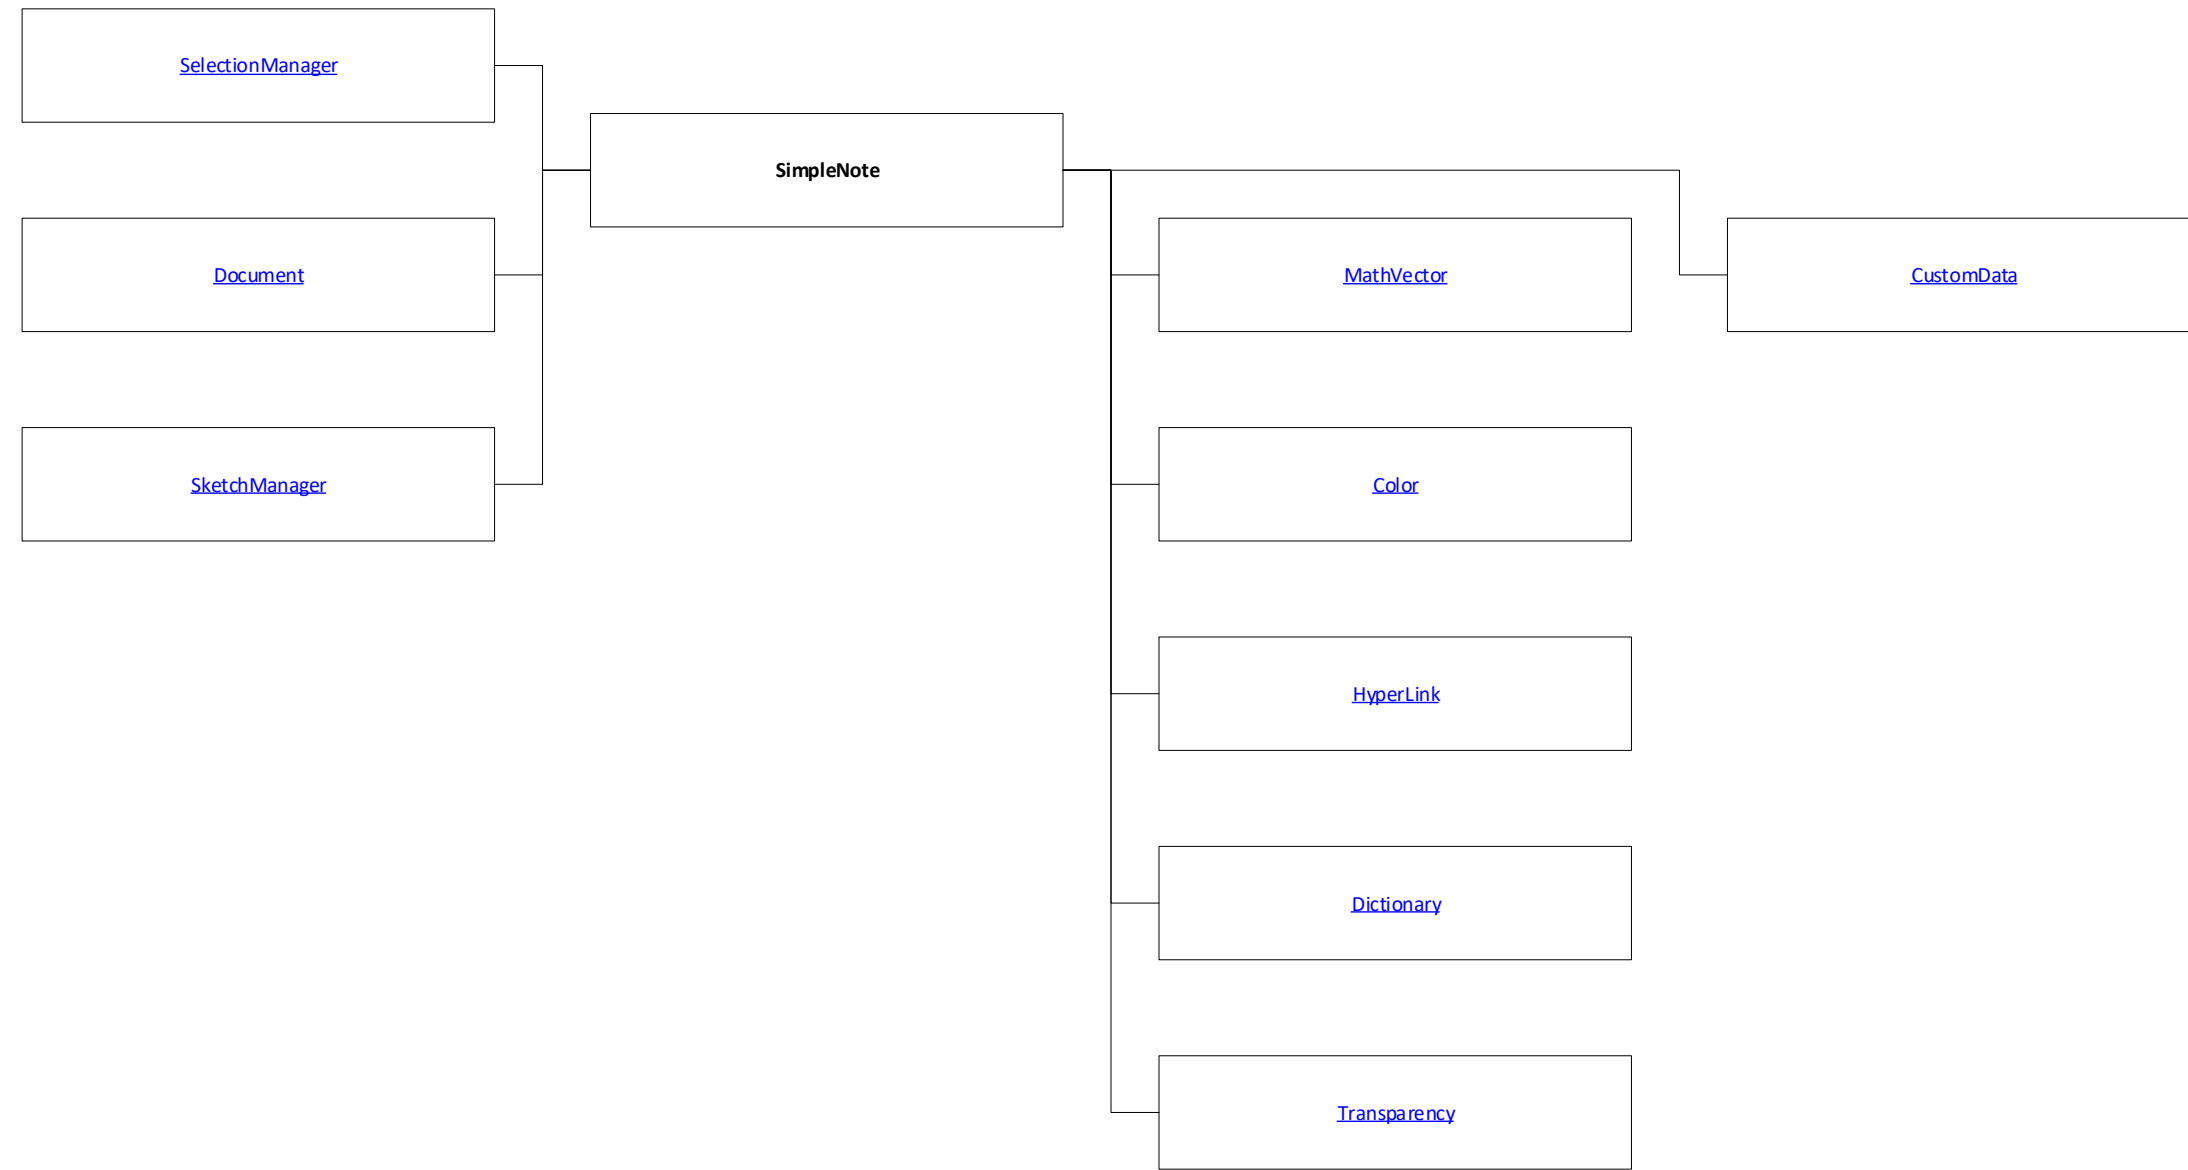 SelectionManager
SimpleNote
Document
MathVector
CustomData
SketchManager
Color
HyperLink
Dictionary
Transparency